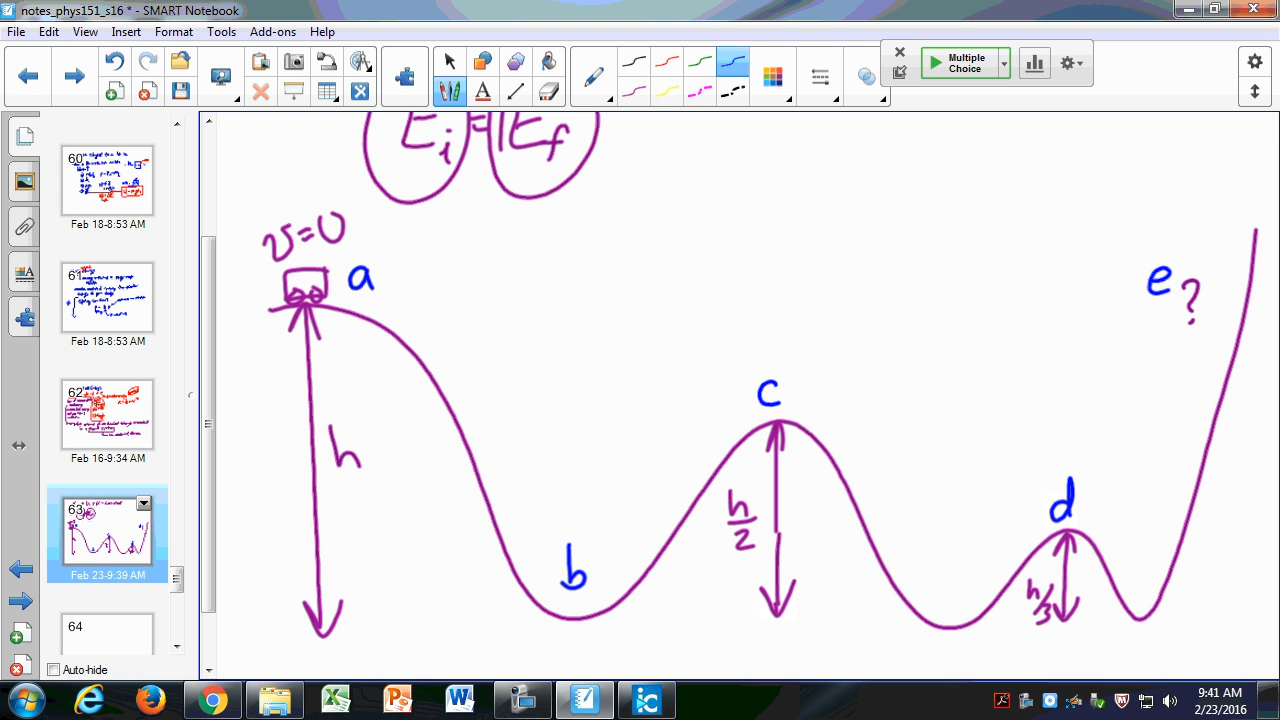 notes_phys151_s16 * - SMART Notebook
File Edit View Insert Format Tools Add-ons Help
Multiple
Choice
Ei = Ef
v=0
a
e ?
h
c
h/2
d
b
h/3
60
Feb 18-8:53 AM
61
Feb 18-8:53 AM
62
Feb 16-9:34 AM
63
Feb 23-9:39 AM
64
Auto-hide
9:41 AM
2/23/2016